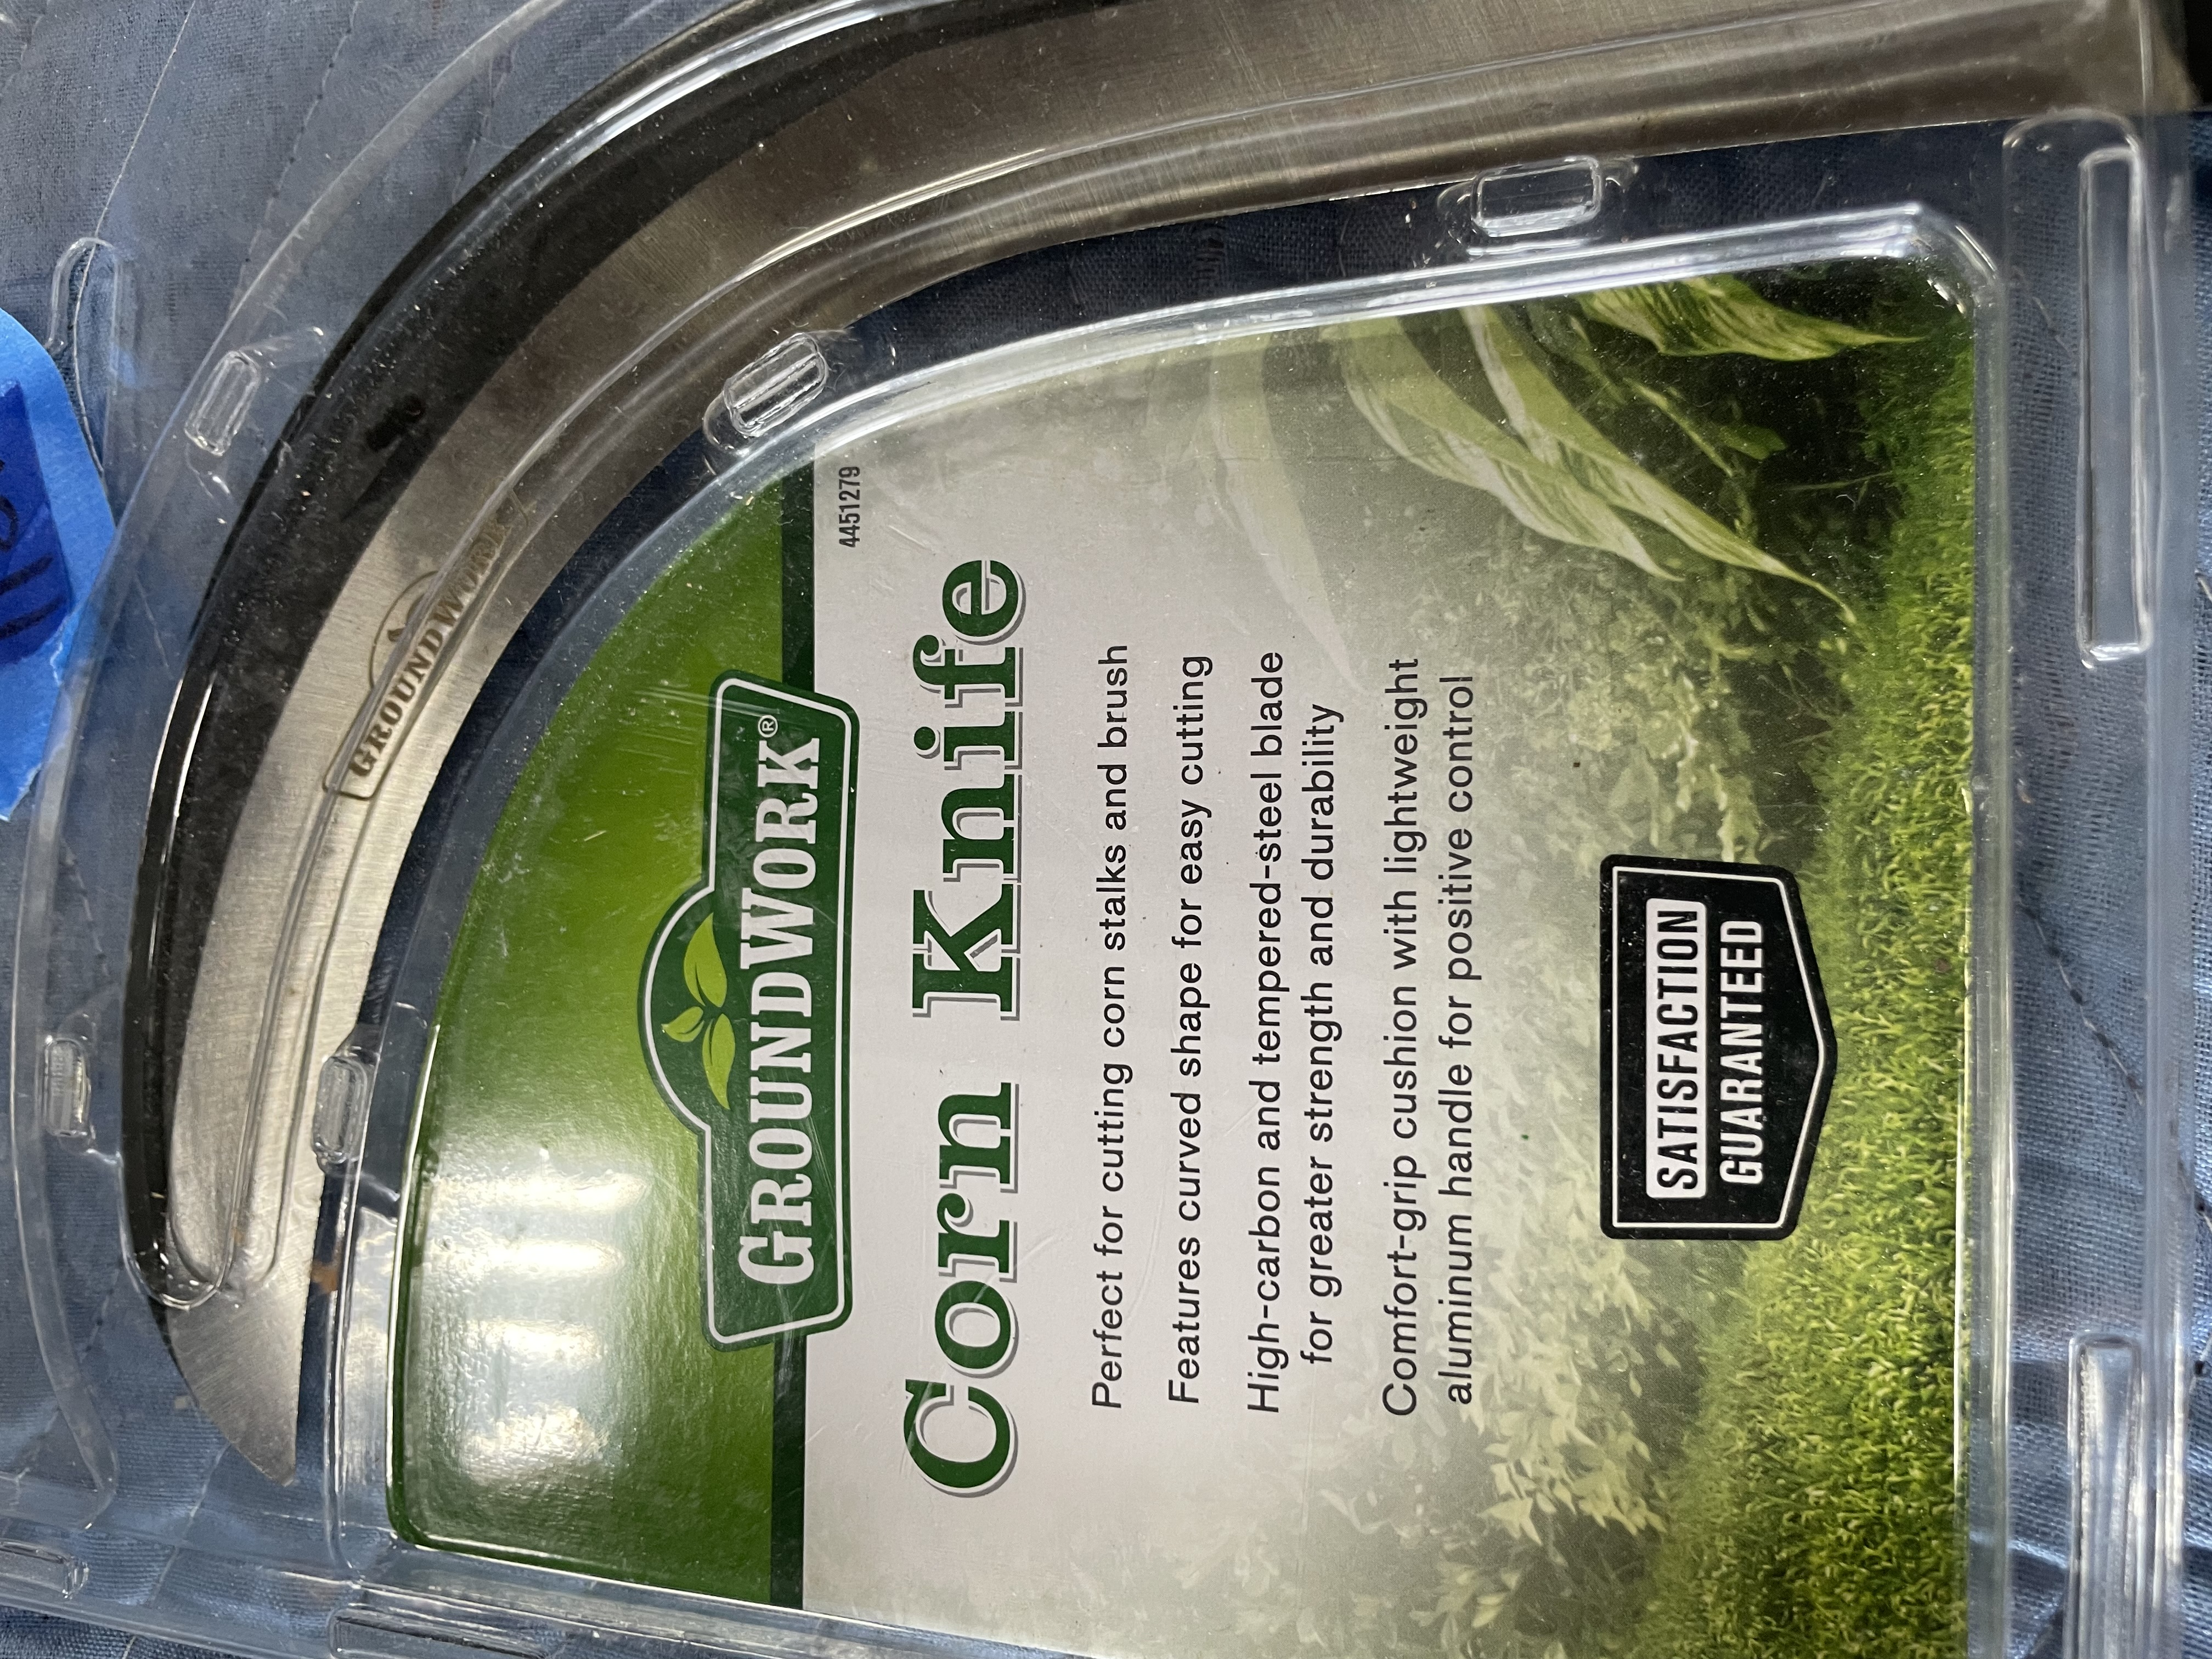 GROUNDWORK
GROUNDWORK®
4451279
Corn Knife
Perfect for cutting corn stalks and brush
Features curved shape for easy cutting
High-carbon and tempered-steel blade
for greater strength and durability
Comfort-grip cushion with lightweight
aluminum handle for positive control
SATISFACTION
GUARANTEED